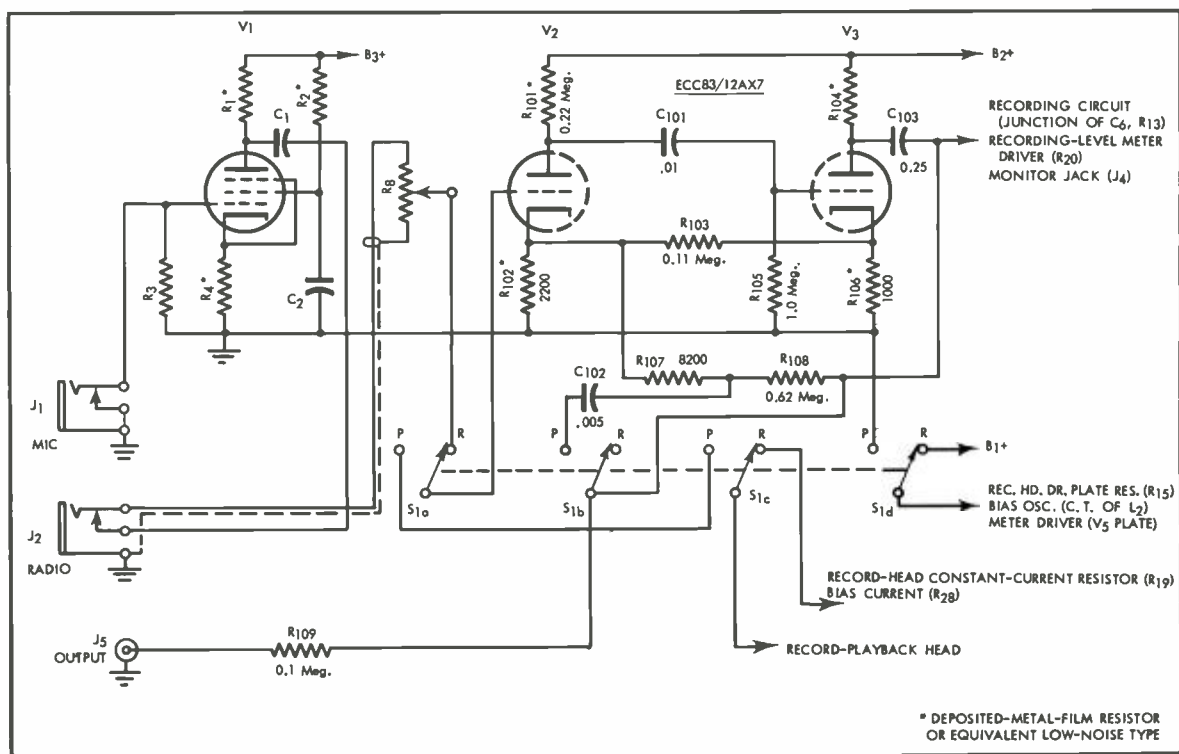 V1
V2
V3
B3+
B2+
R1*
R2*
R101*
0.22 Meg.
ECC83/12AX7
R104*
C1
C101
.01
C103
0.25
RECORDING CIRCUIT
(JUNCTION OF C6, R13)
RECORDING-LEVEL METER
DRIVER (R20)
MONITOR JACK (J4)
R8
R3
R4*
C2
R102*
2200
R103
0.11 Meg.
R105
1.0 Meg.
R106*
1000
R107 8200
R108
0.62 Meg.
C102
.005
J1
MIC
P R
P R
P R
P R
B1+
S1a
S1b
S1c
S1d
REC. HD. DR. PLATE RES. (R15)
BIAS OSC. (C.T. OF L2)
METER DRIVER (V5 PLATE)
J2
RADIO
RECORD-HEAD CONSTANT-CURRENT RESISTOR (R19)
BIAS CURRENT (R28)
J5
OUTPUT
R109
0.1 Meg.
RECORD-PLAYBACK HEAD
* DEPOSITED-METAL-FILM RESISTOR
OR EQUIVALENT LOW-NOISE TYPE